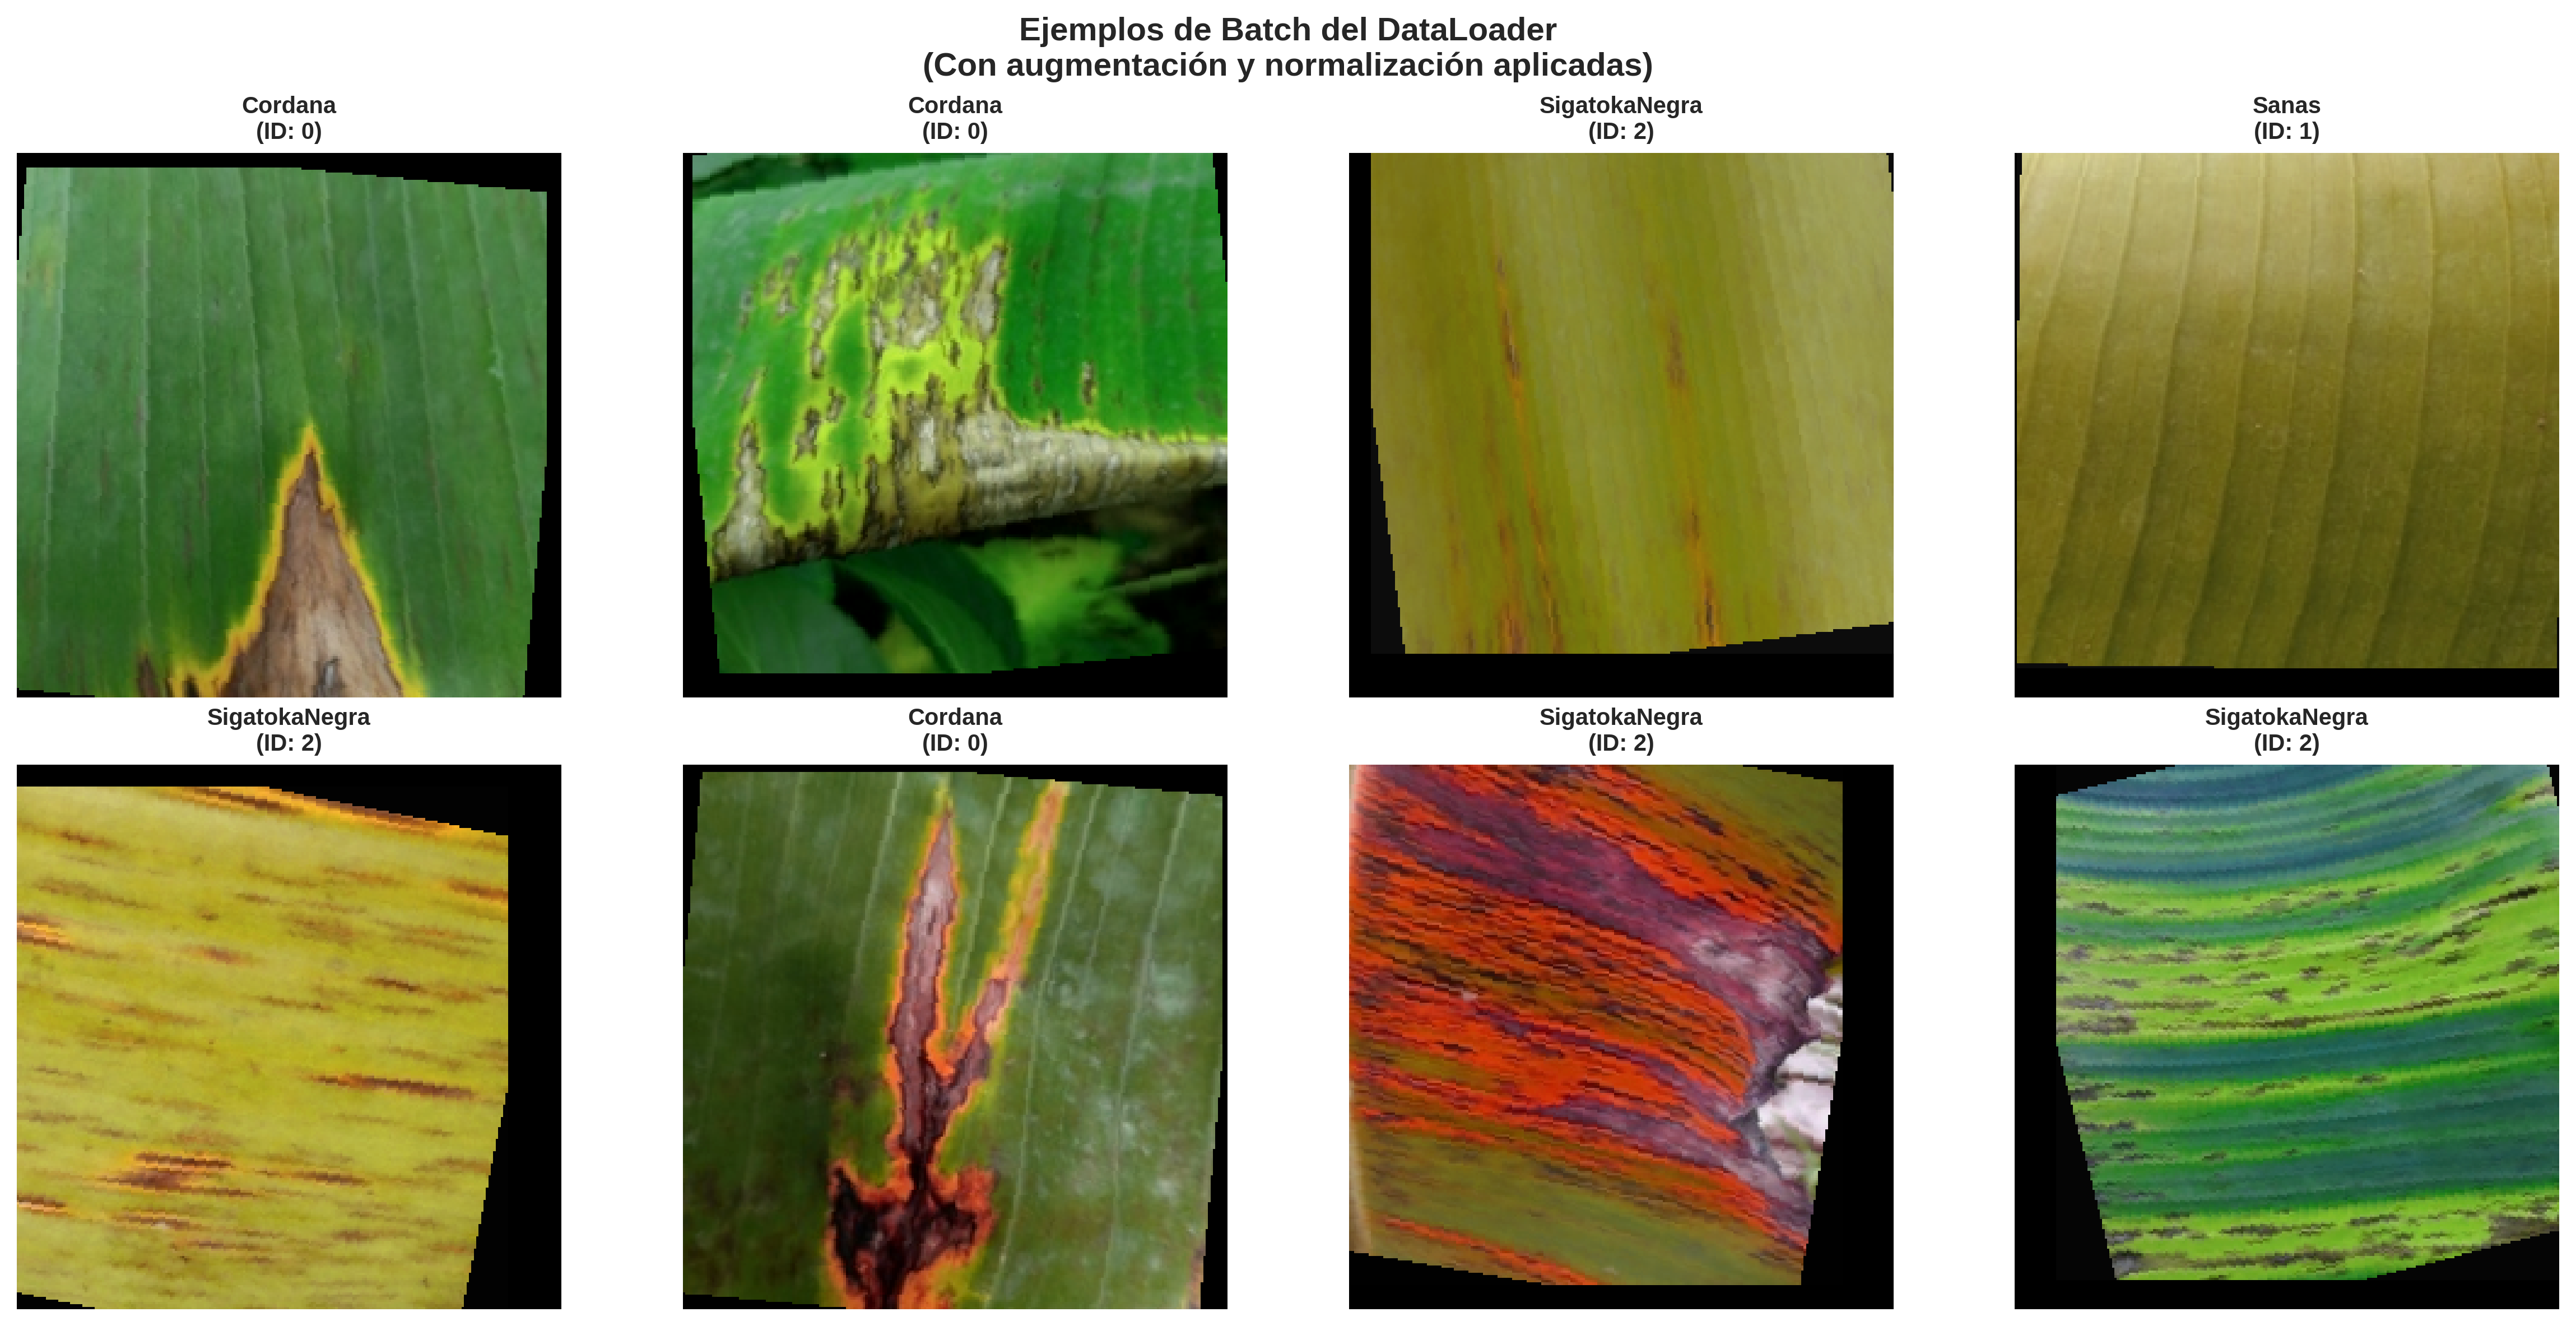 Ejemplos de Batch del DataLoader
(Con augmentación y normalización aplicadas)
Cordana
(ID: 0)
Cordana
(ID: 0)
SigatokaNegra
(ID: 2)
Sanas
(ID: 1)
SigatokaNegra
(ID: 2)
Cordana
(ID: 0)
SigatokaNegra
(ID: 2)
SigatokaNegra
(ID: 2)